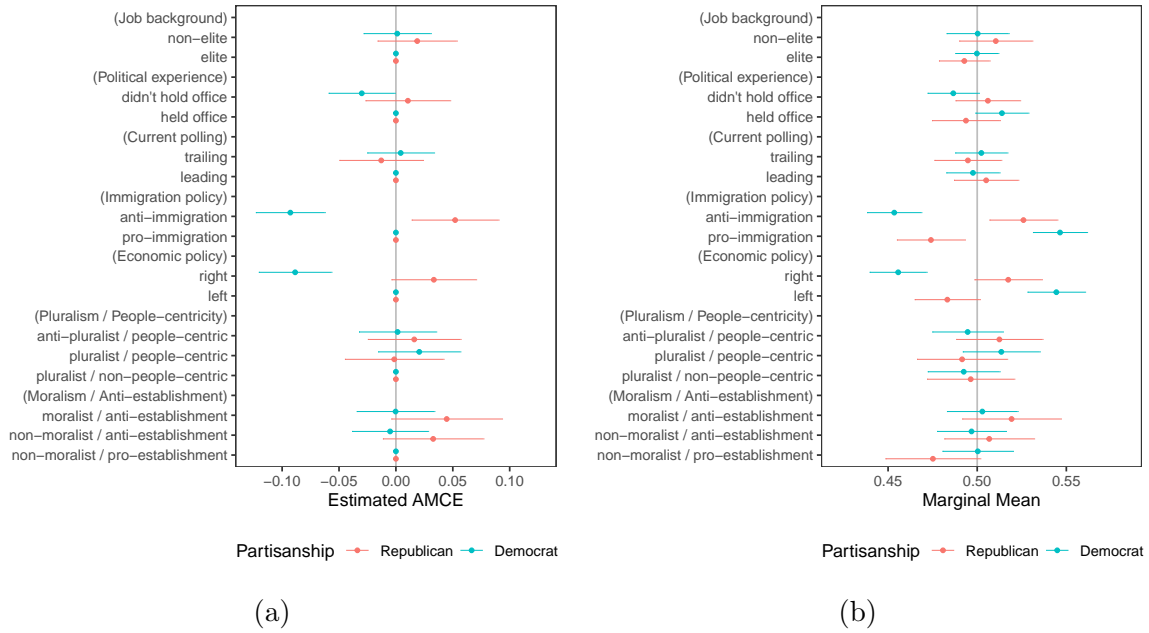 (Job background)
non−elite
elite
(Political experience)
didn't hold office
held office
(Current polling)
trailing
leading
(Immigration policy)
anti−immigration
pro−immigration
(Economic policy)
right
left
(Pluralism / People−centricity)
anti−pluralist / people−centric
pluralist / people−centric
pluralist / non−people−centric
(Moralism / Anti−establishment)
moralist / anti−establishment
non−moralist / anti−establishment
non−moralist / pro−establishment
−0.10 −0.05 0.00 0.05 0.10
Estimated AMCE
Partisanship Republican Democrat
(a)
(Job background)
non−elite
elite
(Political experience)
didn't hold office
held office
(Current polling)
trailing
leading
(Immigration policy)
anti−immigration
pro−immigration
(Economic policy)
right
left
(Pluralism / People−centricity)
anti−pluralist / people−centric
pluralist / people−centric
pluralist / non−people−centric
(Moralism / Anti−establishment)
moralist / anti−establishment
non−moralist / anti−establishment
non−moralist / pro−establishment
0.45 0.50 0.55
Marginal Mean
Partisanship Republican Democrat
(b)